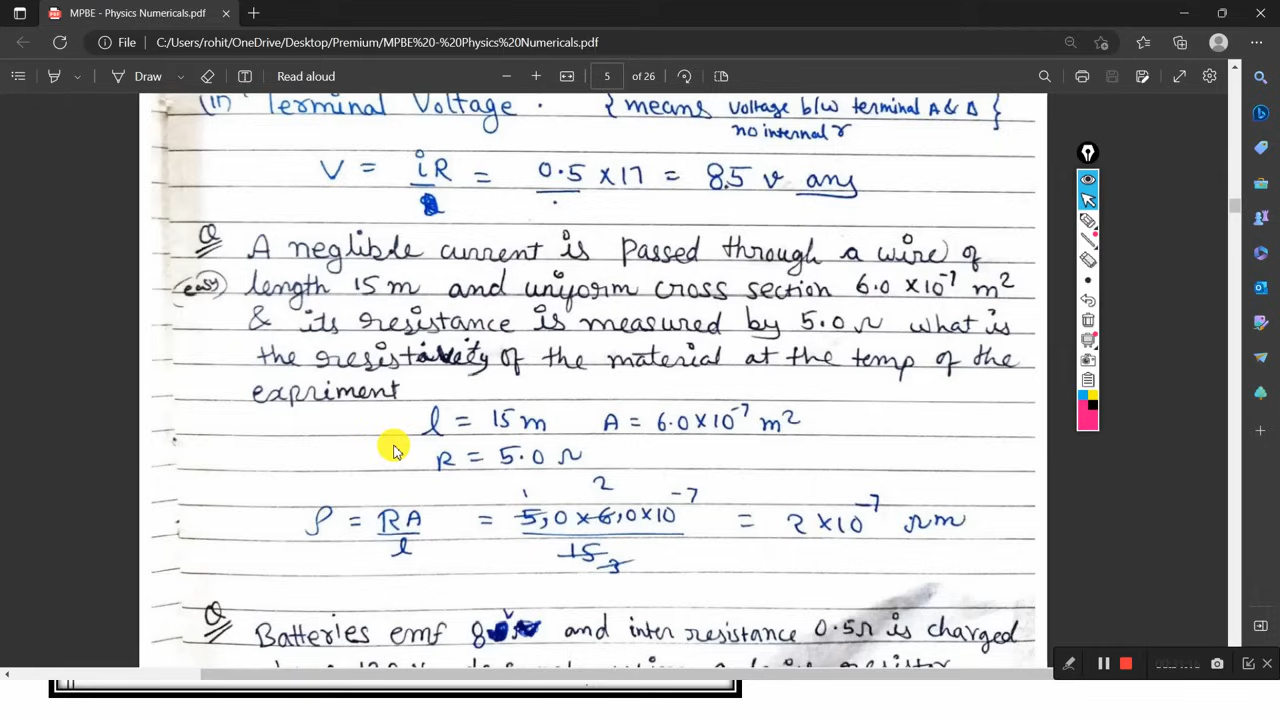 MPBE - Physics Numericals.pdf
File C:/Users/rohit/OneDrive/Desktop/Premium/MPBE%20-%20Physics%20Numericals.pdf
Draw Read aloud 5 of 26
Terminal Voltage . { means voltage b/w terminal A & B }
no internal r
V = iR = 0.5 × 17 = 8.5 v ans
Q A neglibde current is passed through a wire of
(easy) length 15 m and uniform cross section 6.0 × 10⁻⁷ m²
& its resistance is measured by 5.0 Ω what is
the resistivity of the material at the temp of the
expriment
l = 15 m A = 6.0×10⁻⁷ m²
R = 5.0 Ω
ρ = RA/l = 5.0 × 6.0 × 10⁻⁷ / 15 = 2 × 10⁻⁷ Ωm
1 2 3
Q Batteries emf 8 v and inter resistance 0.5Ω is charged